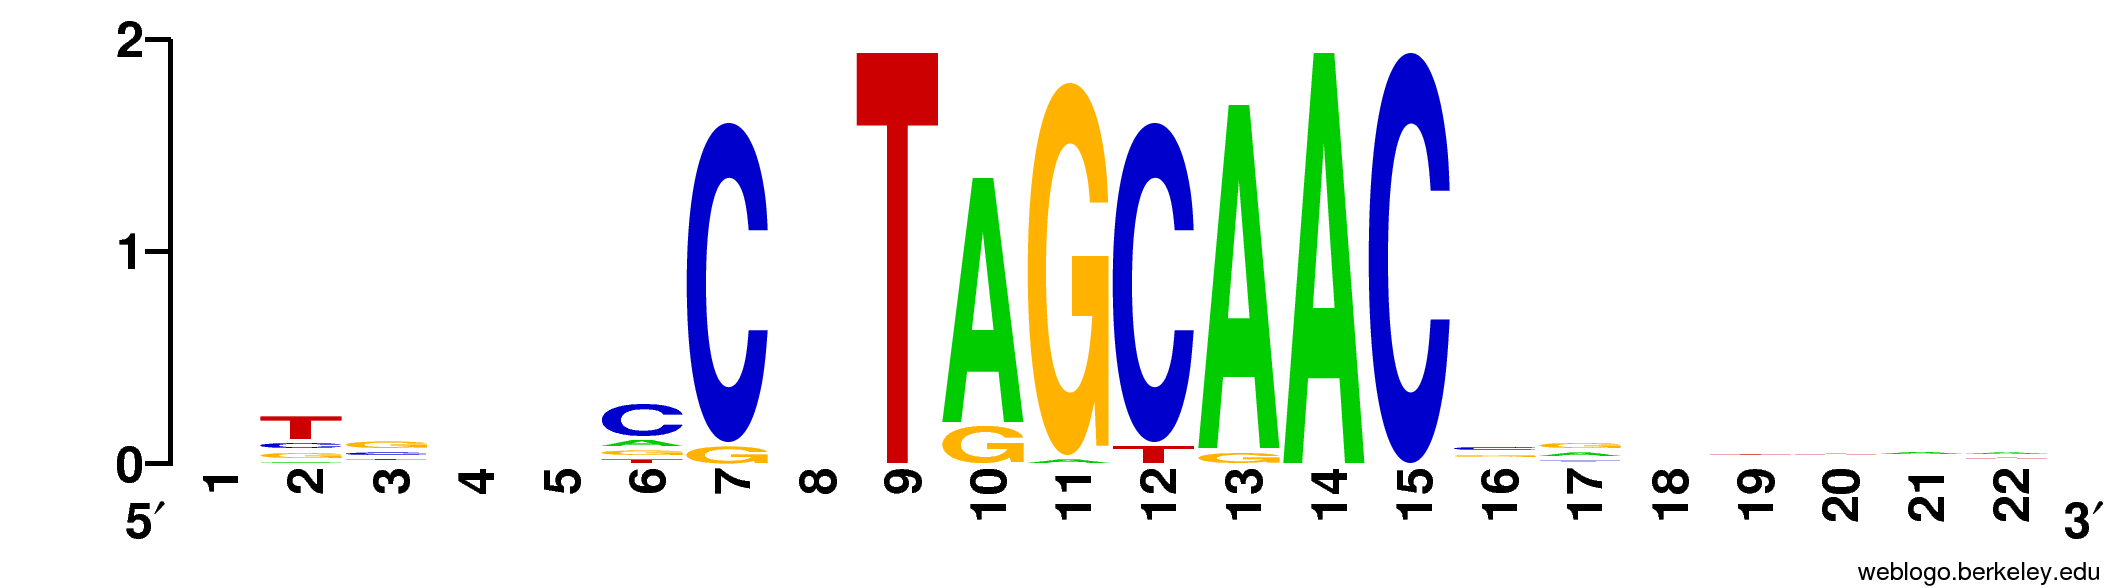 2
1
0
T C G A G C C A G T C G T A G G A C T A G A C C G G A
1 2 3 4 5 6 7 8 9 10 11 12 13 14 15 16 17 18 19 20 21 22
5′ 3′
weblogo.berkeley.edu